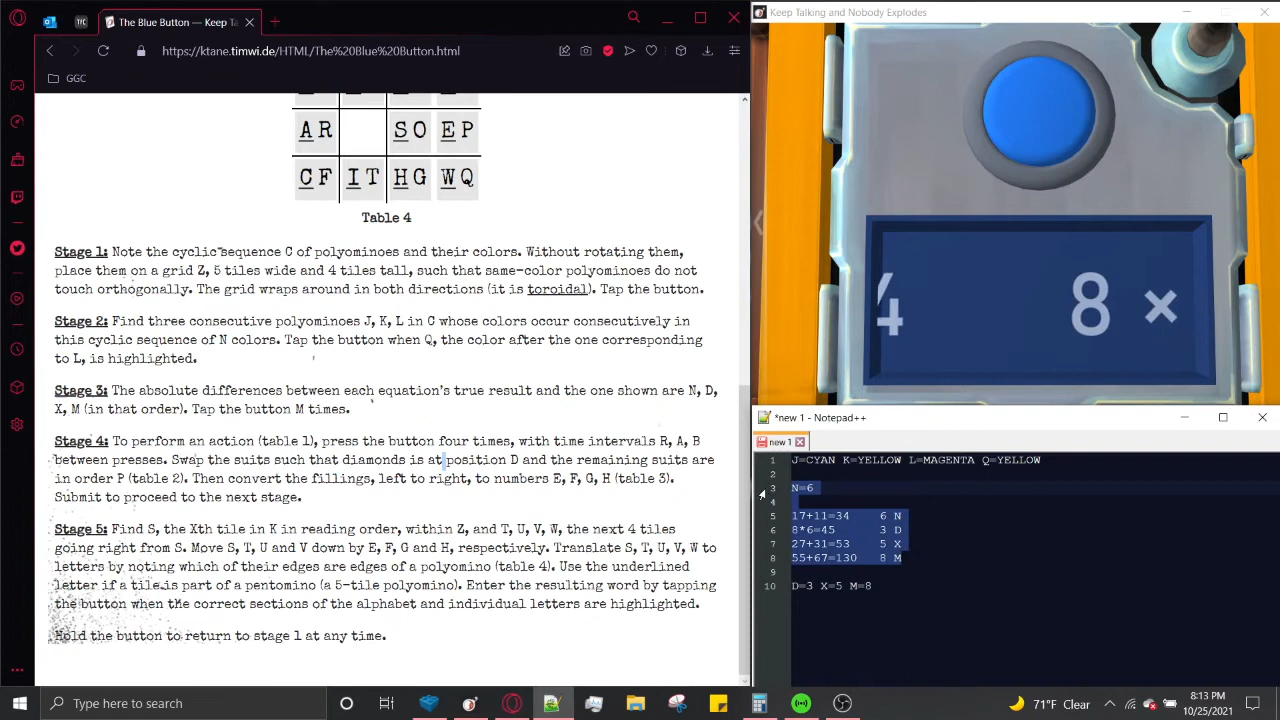 The Blue Button — Keep Ta
https://ktane.timwi.de/HTML/The%20Blue%20Button.html
GGC
AR SO EP
CF IT HG WQ
Table 4
Stage 1: Note the cyclic sequence C of polyominoes and their colors. Without rotating them,
place them on a grid Z, 5 tiles wide and 4 tiles tall, such that same-color polyominoes do not
touch orthogonally. The grid wraps around in both directions (it is toroidal). Tap the button.
Stage 2: Find three consecutive polyominoes J, K, L in C whose colors occur consecutively in
this cyclic sequence of N colors. Tap the button when Q, the color after the one corresponding
to L, is highlighted.
Stage 3: The absolute differences between each equation's true result and the one shown are N, D,
X, M (in that order). Tap the button M times.
Stage 4: To perform an action (table 1), press the button four times, with time intervals R, A, B
between presses. Swap the suits such the diamonds is at position D and the remaining suits are
in order P (table 2). Then convert the fillings, left to right, to numbers E, F, G, H (table 3).
Submit to proceed to the next stage.
Stage 5: Find S, the Xth tile in K in reading order, within Z, and T, U, V, W, the next 4 tiles
going right from S. Move S, T, U and V down by E, F, G and H, respectively. Translate S, T, U, V, W to
letters by using which of their edges are edges of a polyomino (table 4). Use the underlined
letter if a tile is part of a pentomino (5-tile polyomino). Enter the resulting word by tapping
the button when the correct sections of the alphabet and individual letters are highlighted.
Hold the button to return to stage 1 at any time.
Keep Talking and Nobody Explodes
4 8 ×
*new 1 - Notepad++
new 1
1 J=CYAN K=YELLOW L=MAGENTA Q=YELLOW
2
3 N=6
4
5 17+11=34 6 N
6 8*6=45 3 D
7 27+31=53 5 X
8 55+67=130 8 M
9
10 D=3 X=5 M=8
Type here to search
71°F Clear
8:13 PM
10/25/2021